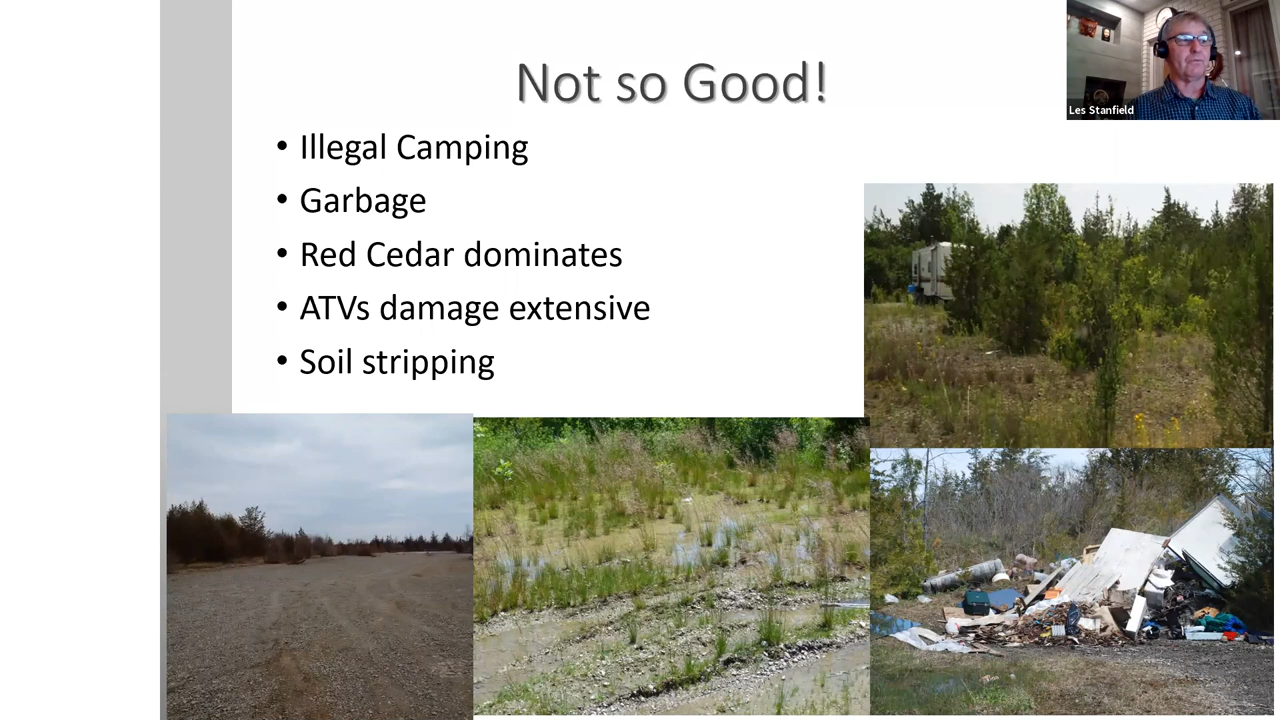 Not so Good!
• Illegal Camping
• Garbage
• Red Cedar dominates
• ATVs damage extensive
• Soil stripping
Les Stanfield